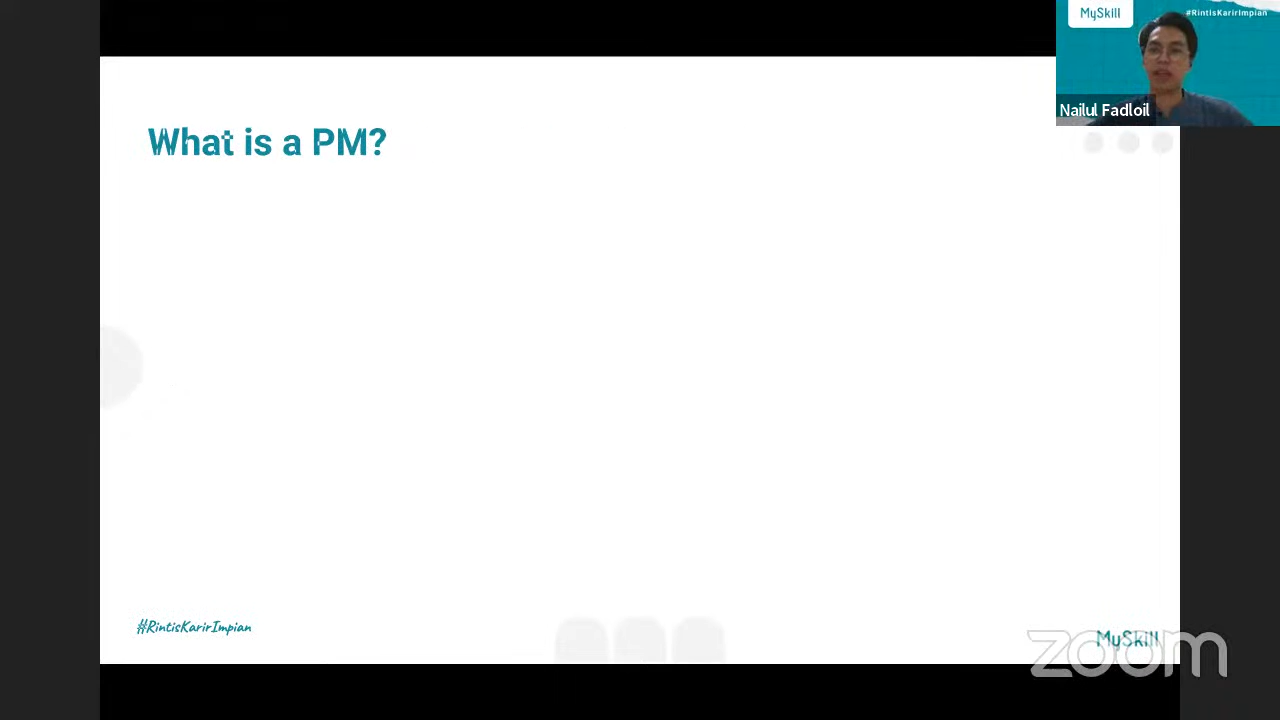 MySkill
#RintisKarirImpian
Nailul Fadloil
What is a PM?
#RintisKarirImpian
MySkill
zoom